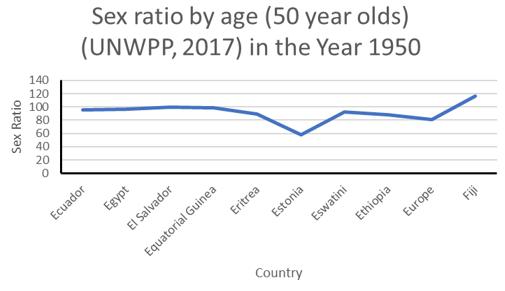 Sex ratio by age (50 year olds)
(UNWPP, 2017) in the Year 1950
140
120
100
80
60
40
20
0
Sex Ratio
Ecuador
Egypt
El Salvador
Equatorial Guinea
Eritrea
Estonia
Eswatini
Ethiopia
Europe
Fiji
Country